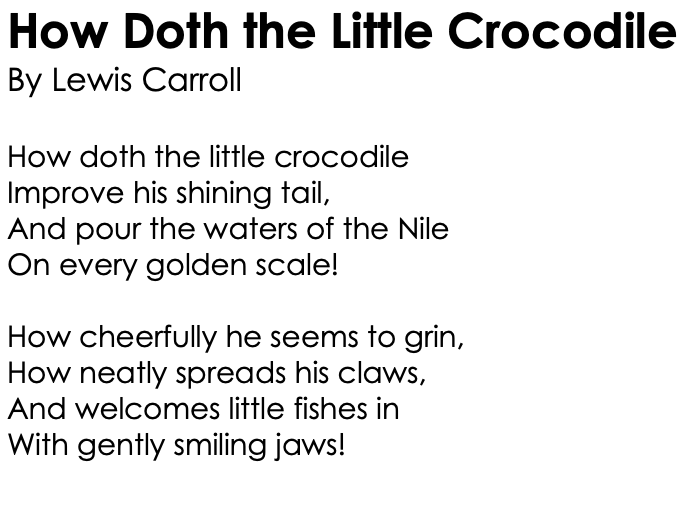 How Doth the Little Crocodile
By Lewis Carroll
How doth the little crocodile
Improve his shining tail,
And pour the waters of the Nile
On every golden scale!
How cheerfully he seems to grin,
How neatly spreads his claws,
And welcomes little fishes in
With gently smiling jaws!